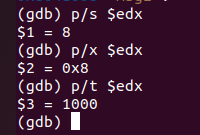 (gdb) p/s $edx
$1 = 8
(gdb) p/x $edx
$2 = 0x8
(gdb) p/t $edx
$3 = 1000
(gdb)